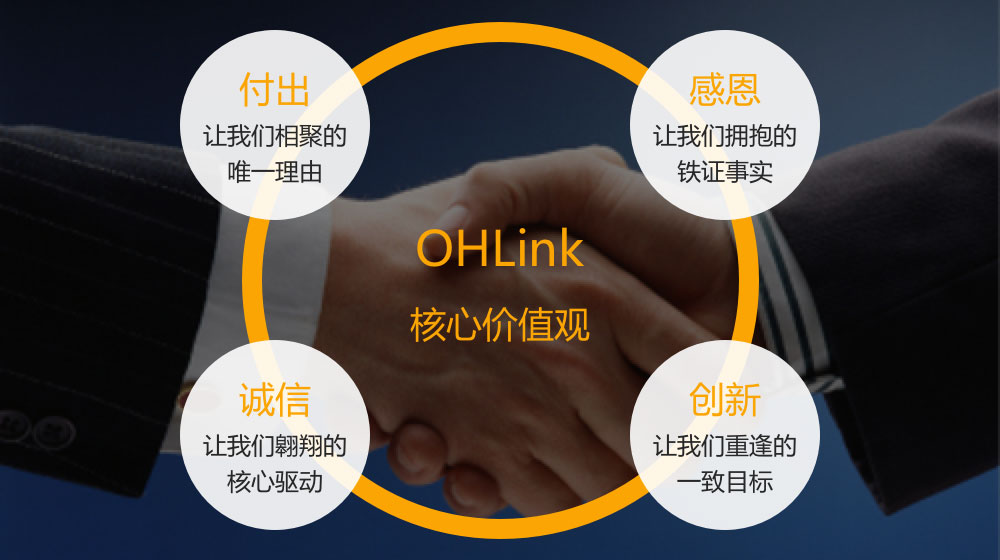 付出
让我们相聚的
唯一理由
感恩
让我们拥抱的
铁证事实
OHLink
核心价值观
诚信
让我们翱翔的
核心驱动
创新
让我们重逢的
一致目标